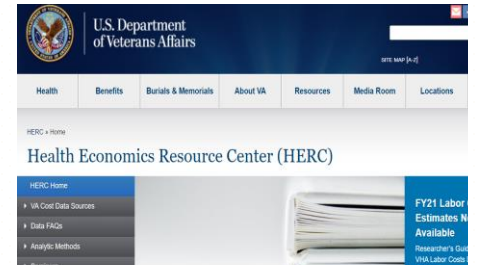 U.S. Department
of Veterans Affairs
SITE MAP [A-Z]
Health Benefits Burials & Memorials About VA Resources Media Room Locations
HERC » Home
Health Economics Resource Center (HERC)
HERC Home
VA Cost Data Sources
Data FAQs
Analytic Methods
FY21 Labor
Estimates
Available
Researcher's
VHA Labor Costs